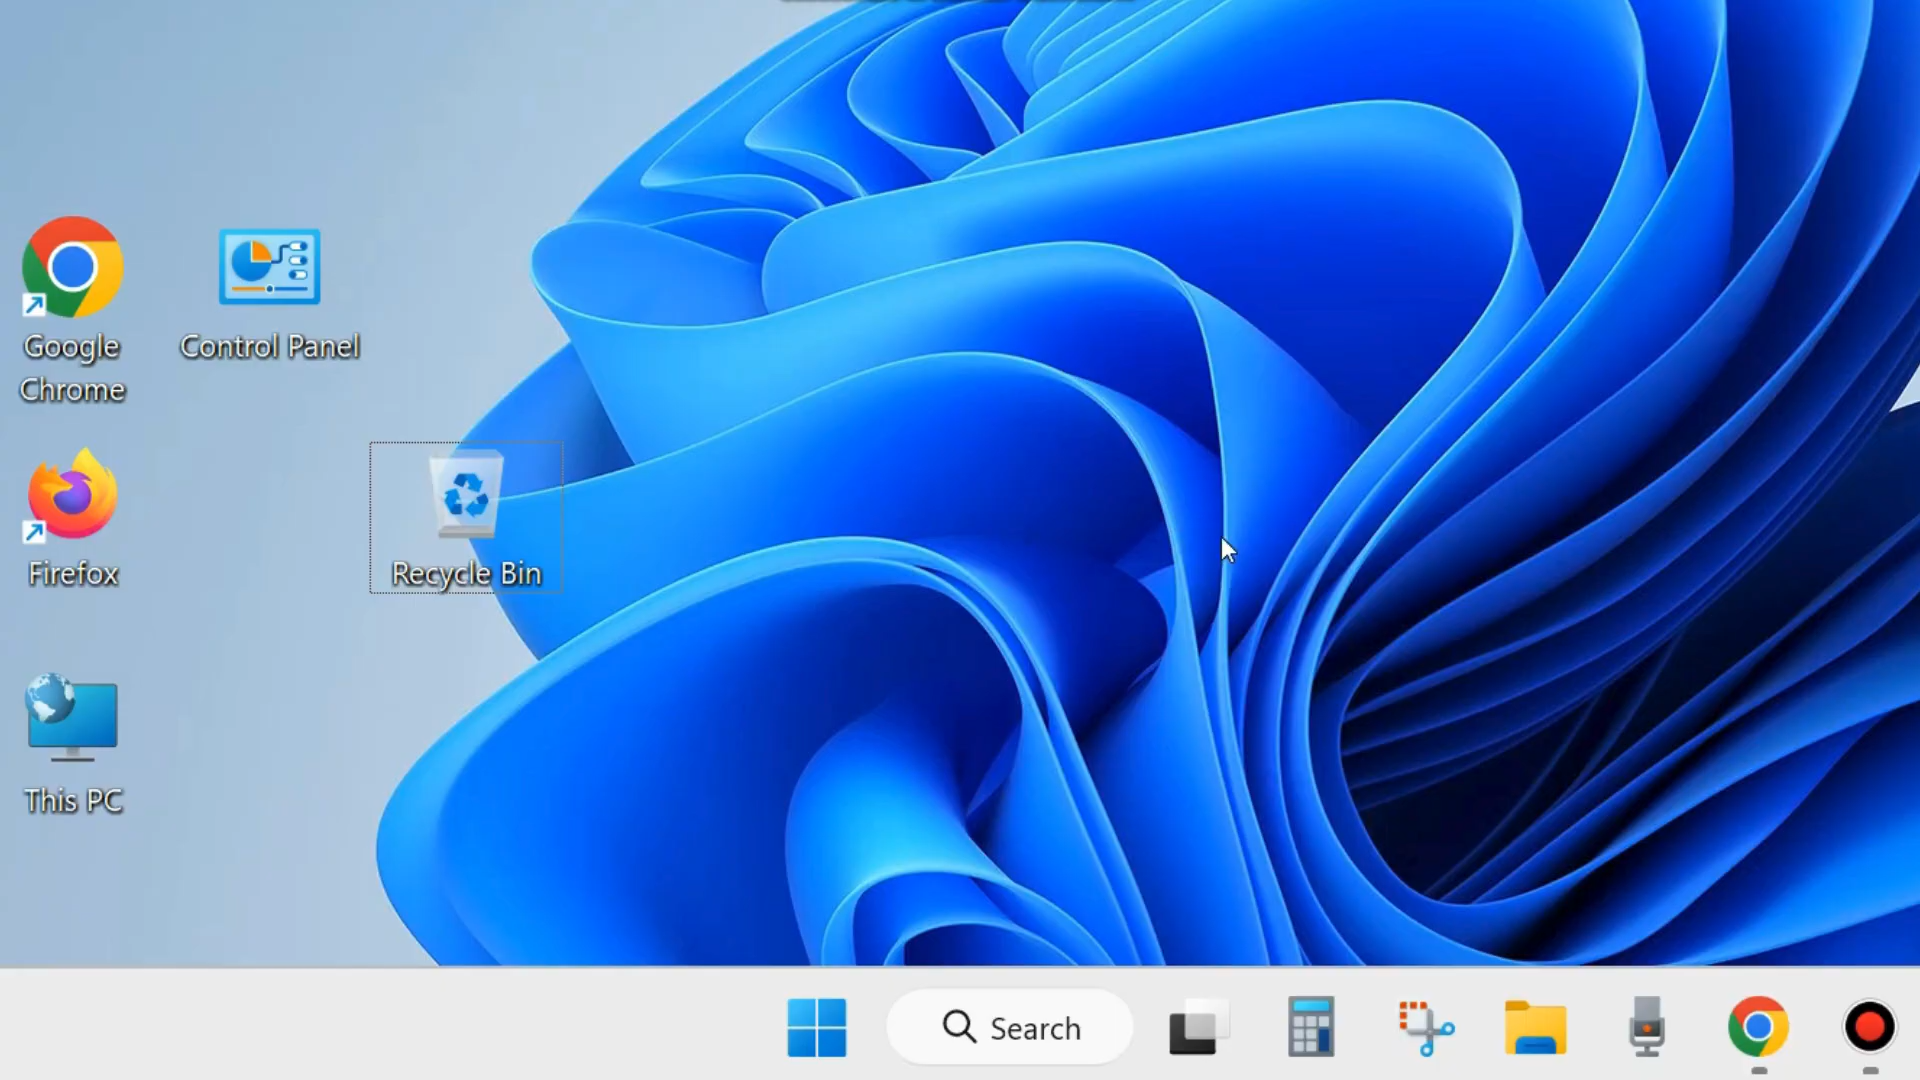 Google
Chrome
Control Panel
Firefox
Recycle Bin
This PC
Search